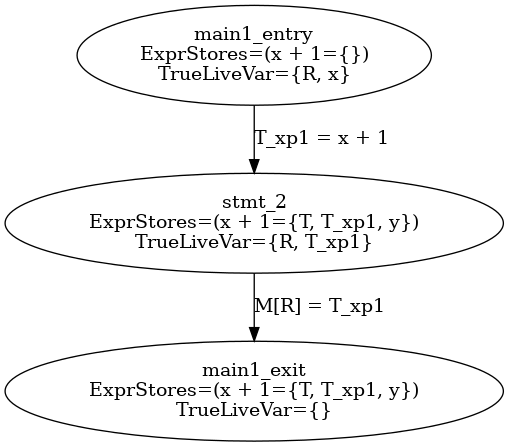 main1_entry
ExprStores=(x + 1={})
TrueLiveVar={R, x}
T_xp1 = x + 1
stmt_2
ExprStores=(x + 1={T, T_xp1, y})
TrueLiveVar={R, T_xp1}
M[R] = T_xp1
main1_exit
ExprStores=(x + 1={T, T_xp1, y})
TrueLiveVar={}